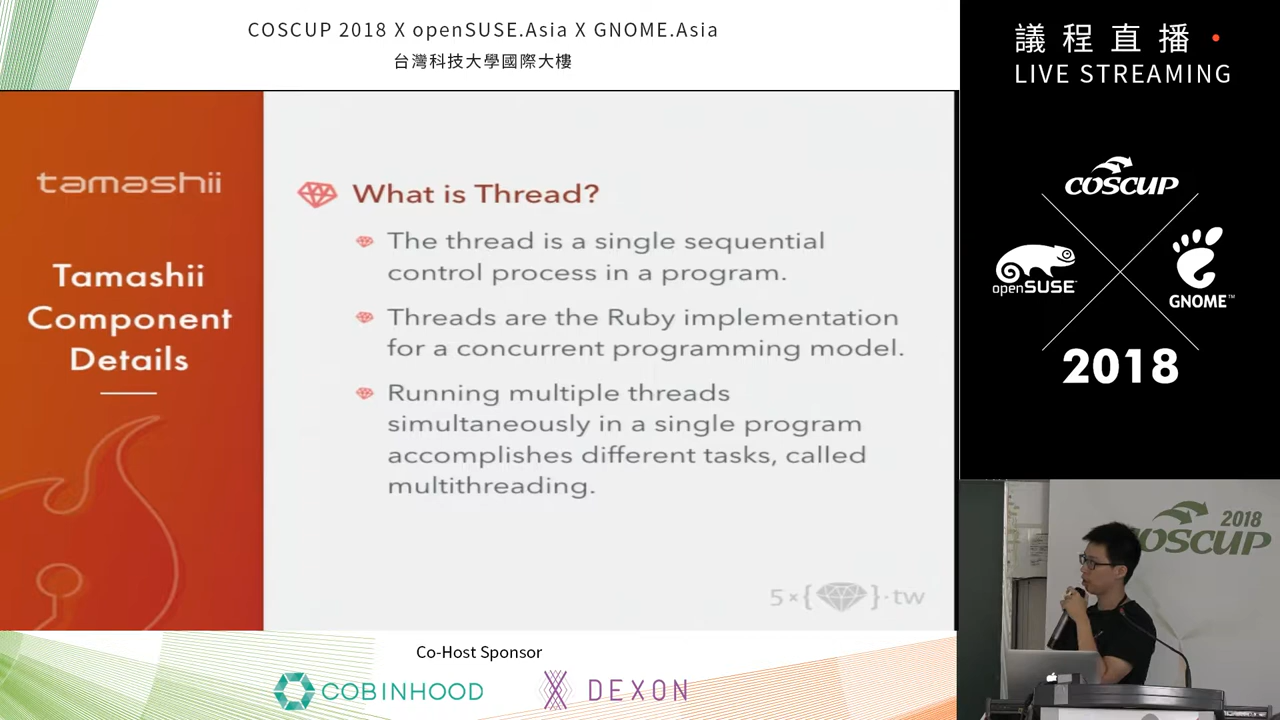 COSCUP 2018 X openSUSE.Asia X GNOME.Asia
台灣科技大學國際大樓
議程直播
LIVE STREAMING
tamashii
Tamashii
Component
Details
What is Thread?
The thread is a single sequential
control process in a program.
Threads are the Ruby implementation
for a concurrent programming model.
Running multiple threads
simultaneously in a single program
accomplishes different tasks, called
multithreading.
5×{ }·tw
COSCUP
openSUSE
GNOME™
2018
2018
COSCUP
Co-Host Sponsor
COBINHOOD
DEXON